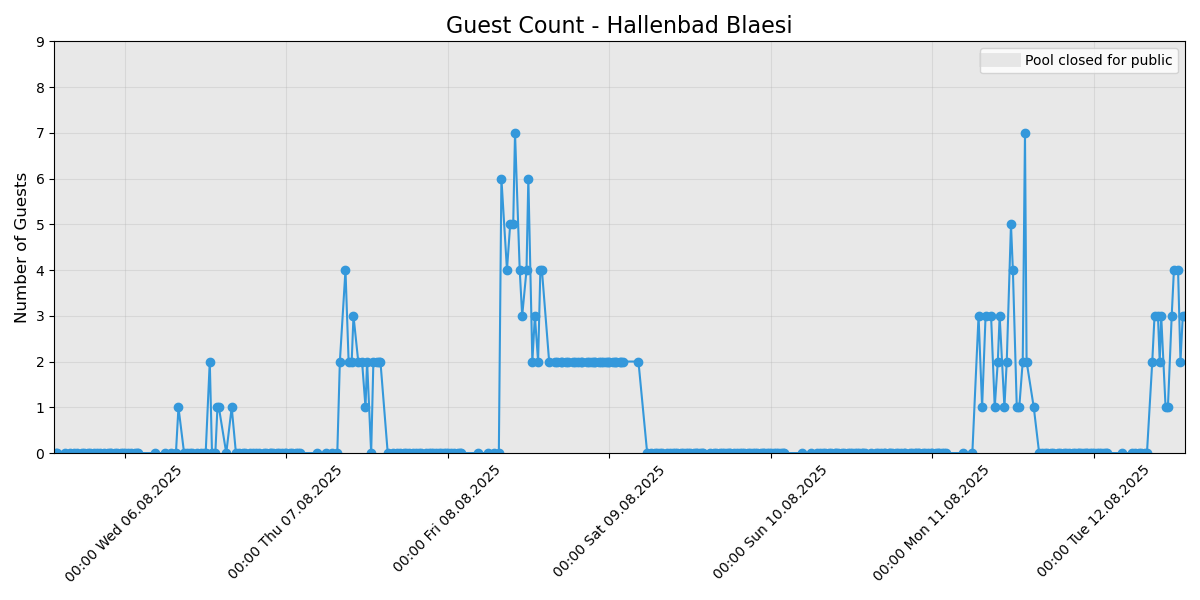 Guest Count - Hallenbad Blaesi
Pool closed for public
Number of Guests
9
8
7
6
5
4
3
2
1
0
00:00 Wed 06.08.2025
00:00 Thu 07.08.2025
00:00 Fri 08.08.2025
00:00 Sat 09.08.2025
00:00 Sun 10.08.2025
00:00 Mon 11.08.2025
00:00 Tue 12.08.2025